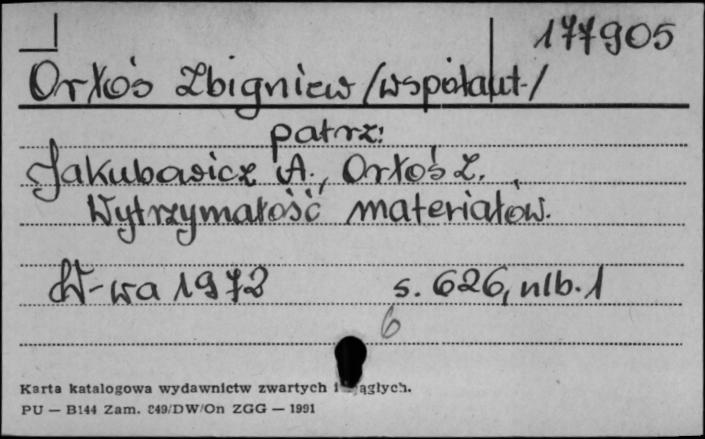 177905
Orłoś Zbigniew /współaut./
patrz:
Jakubowicz A., Orłoś Z.
Wytrzymałość materiałów.
W-wa 1972 s. 626, nlb. 1
6
Karta katalogowa wydawnictw zwartych i ciągłych.
PU — B144 Zam. 249/DW/On ZGG — 1991